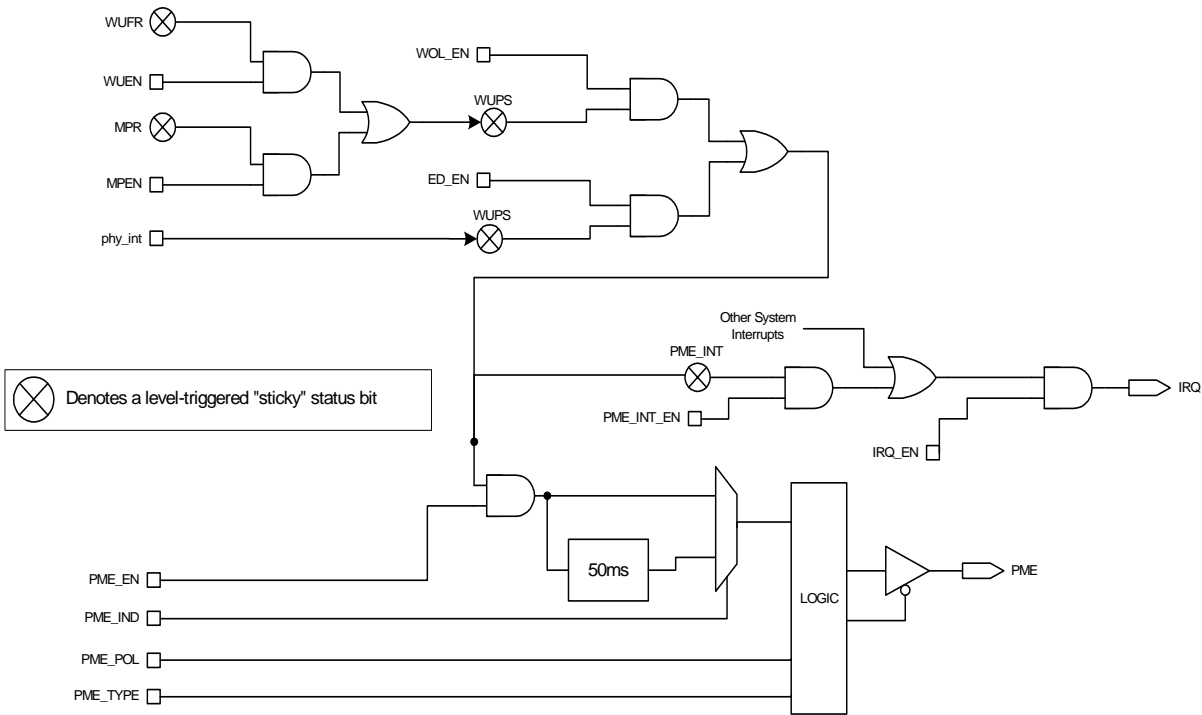 WUFR
WUEN
MPR
MPEN
phy_int
WOL_EN
WUPS
ED_EN
WUPS
Other System
Interrupts
PME_INT
PME_INT_EN
IRQ_EN
IRQ
Denotes a level-triggered "sticky" status bit
50ms
LOGIC
PME
PME_EN
PME_IND
PME_POL
PME_TYPE